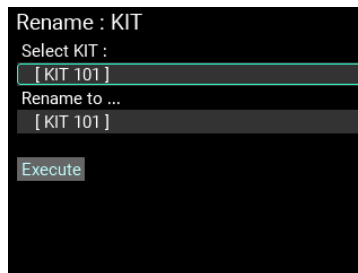 Rename : KIT
Select KIT :
[ KIT 101 ]
Rename to ...
[ KIT 101 ]
Execute